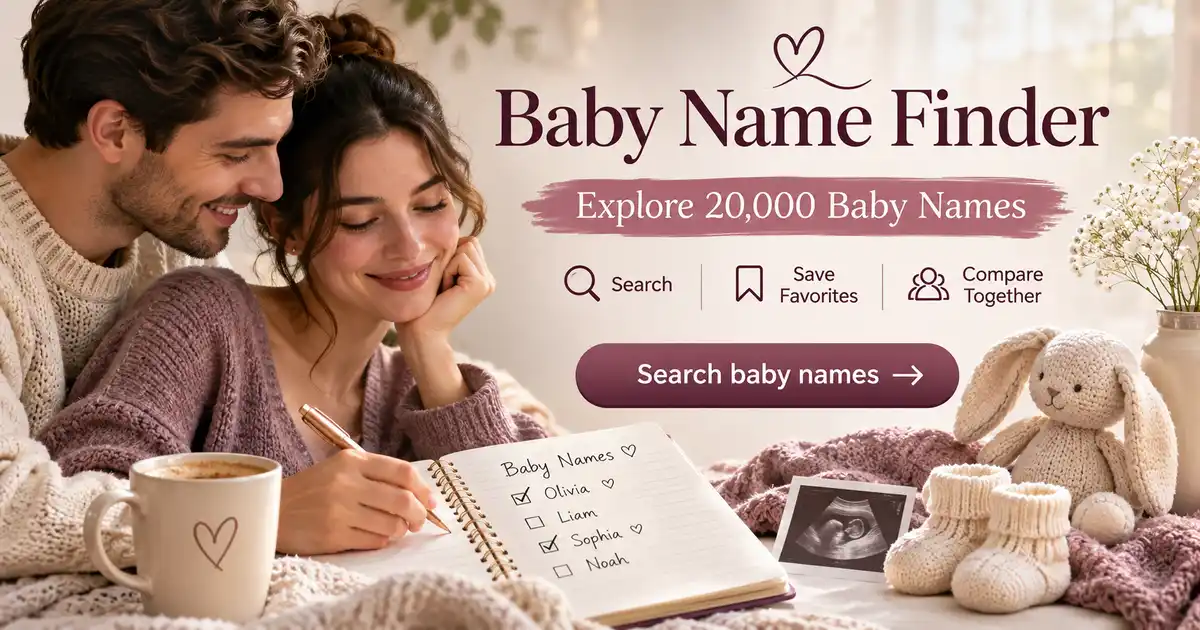 Baby Name Finder
Explore 20,000 Baby Names
Search
Save
Favorites
Compare
Together
Search baby names →
Baby Names ♡
☑ Olivia ♡
☐ Liam
☑ Sophia ♡
☐ Noah